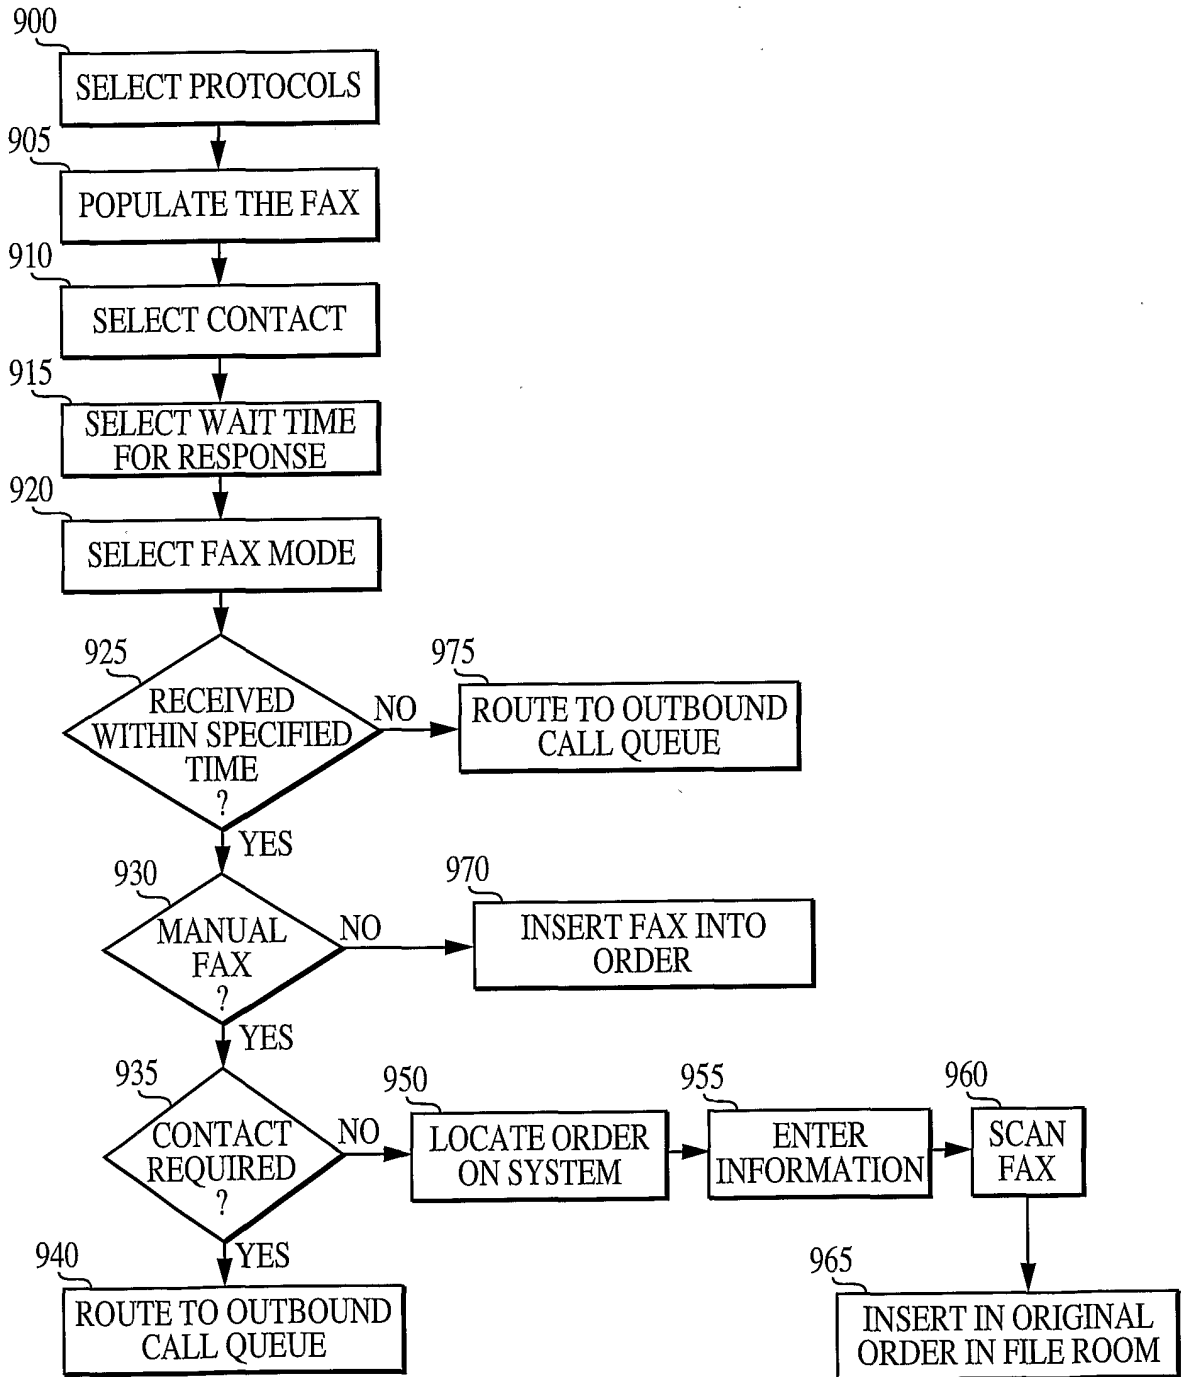 900
SELECT PROTOCOLS
905
POPULATE THE FAX
910
SELECT CONTACT
915
SELECT WAIT TIME
FOR RESPONSE
920
SELECT FAX MODE
925
RECEIVED
WITHIN SPECIFIED
TIME
?
NO
975
ROUTE TO OUTBOUND
CALL QUEUE
YES
930
MANUAL
FAX
?
NO
970
INSERT FAX INTO
ORDER
YES
935
CONTACT
REQUIRED
?
NO
950
LOCATE ORDER
ON SYSTEM
955
ENTER
INFORMATION
960
SCAN
FAX
YES
940
ROUTE TO OUTBOUND
CALL QUEUE
965
INSERT IN ORIGINAL
ORDER IN FILE ROOM